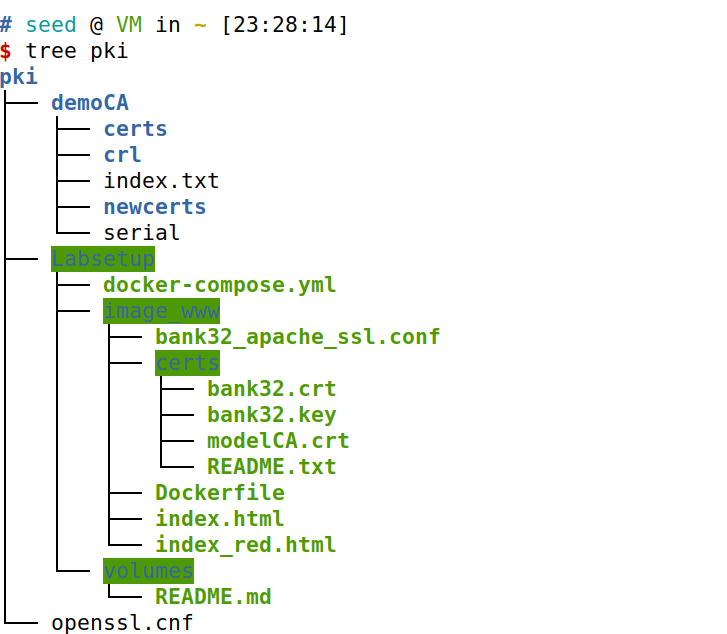 # seed @ VM in ~ [23:28:14]
$ tree pki
pki
├── demoCA
│   ├── certs
│   ├── crl
│   ├── index.txt
│   ├── newcerts
│   └── serial
├── Labsetup
│   ├── docker-compose.yml
│   ├── image_www
│   │   ├── bank32_apache_ssl.conf
│   │   ├── certs
│   │   │   ├── bank32.crt
│   │   │   ├── bank32.key
│   │   │   ├── modelCA.crt
│   │   │   └── README.txt
│   │   ├── Dockerfile
│   │   ├── index.html
│   │   └── index_red.html
│   └── volumes
│       └── README.md
└── openssl.cnf